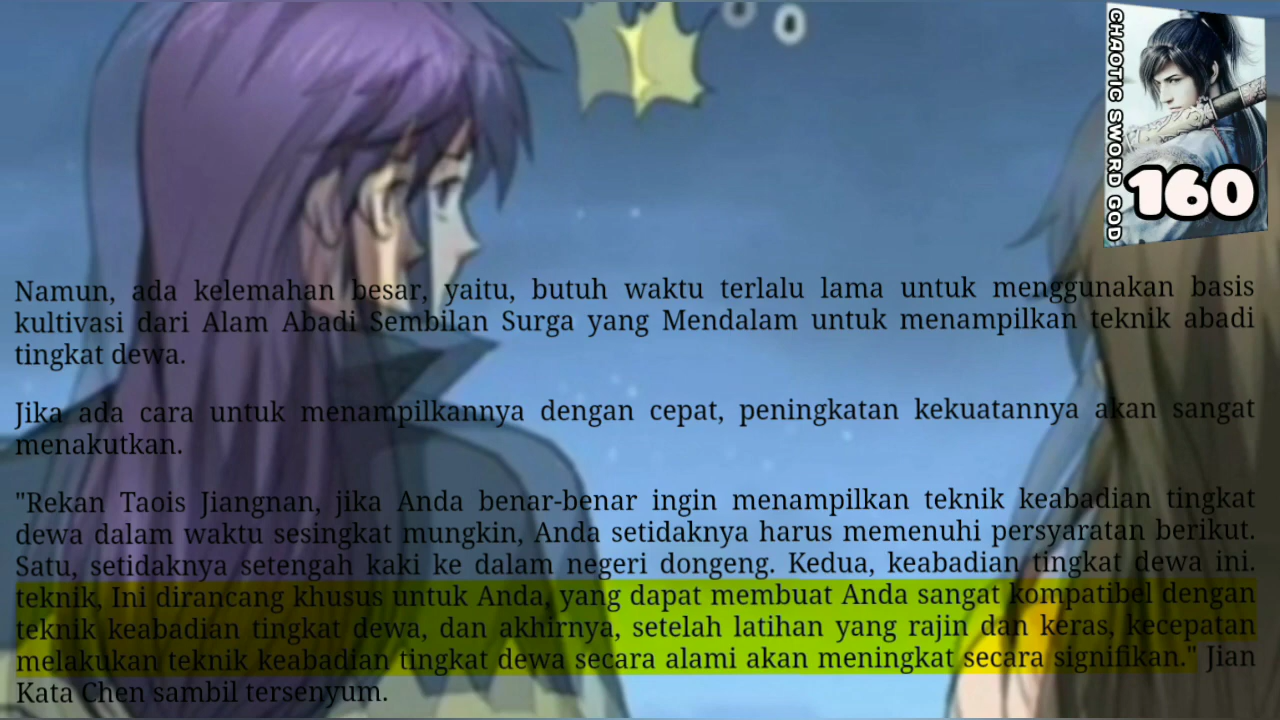 CHAOTIC SWORD GOD
160
Namun, ada kelemahan besar, yaitu, butuh waktu terlalu lama untuk menggunakan basis
kultivasi dari Alam Abadi Sembilan Surga yang Mendalam untuk menampilkan teknik abadi
tingkat dewa.
Jika ada cara untuk menampilkannya dengan cepat, peningkatan kekuatannya akan sangat
menakutkan.
"Rekan Taois Jiangnan, jika Anda benar-benar ingin menampilkan teknik keabadian tingkat
dewa dalam waktu sesingkat mungkin, Anda setidaknya harus memenuhi persyaratan berikut.
Satu, setidaknya setengah kaki ke dalam negeri dongeng. Kedua, keabadian tingkat dewa ini.
teknik, Ini dirancang khusus untuk Anda, yang dapat membuat Anda sangat kompatibel dengan
teknik keabadian tingkat dewa, dan akhirnya, setelah latihan yang rajin dan keras, kecepatan
melakukan teknik keabadian tingkat dewa secara alami akan meningkat secara signifikan." Jian
Kata Chen sambil tersenyum.